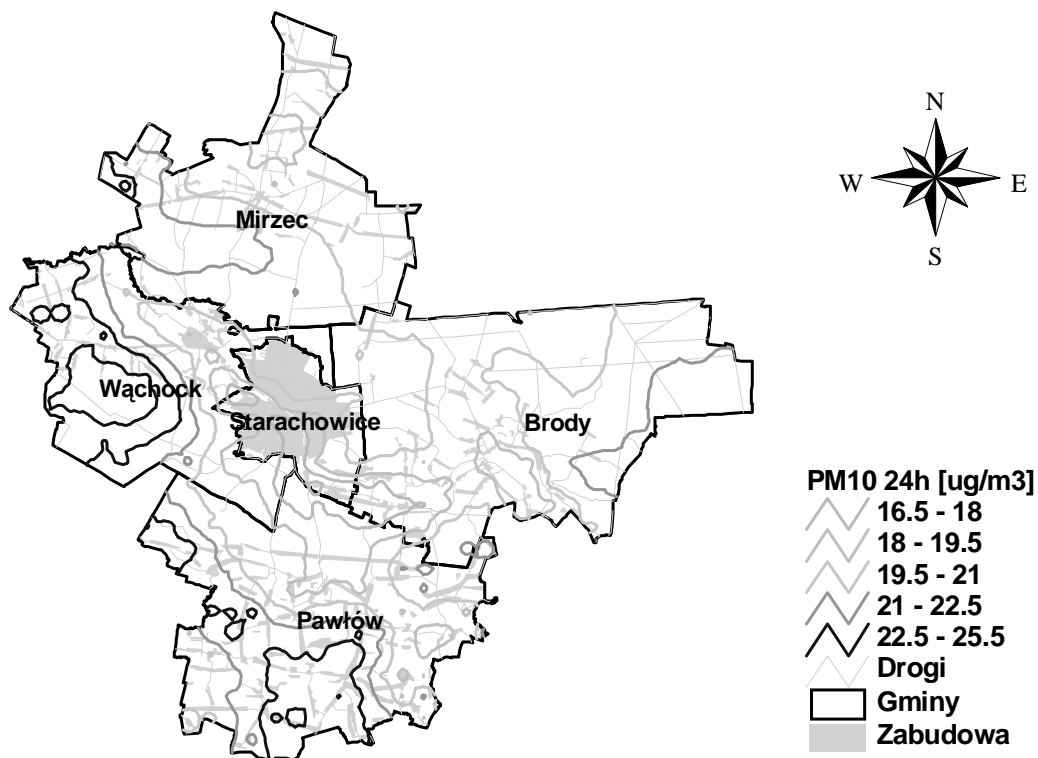 N
W E
S
Mirzec
Wąchock
Starachowice
Brody
Pawłów
PM10 24h [ug/m3]
16.5 - 18
18 - 19.5
19.5 - 21
21 - 22.5
22.5 - 25.5
Drogi
Gminy
Zabudowa